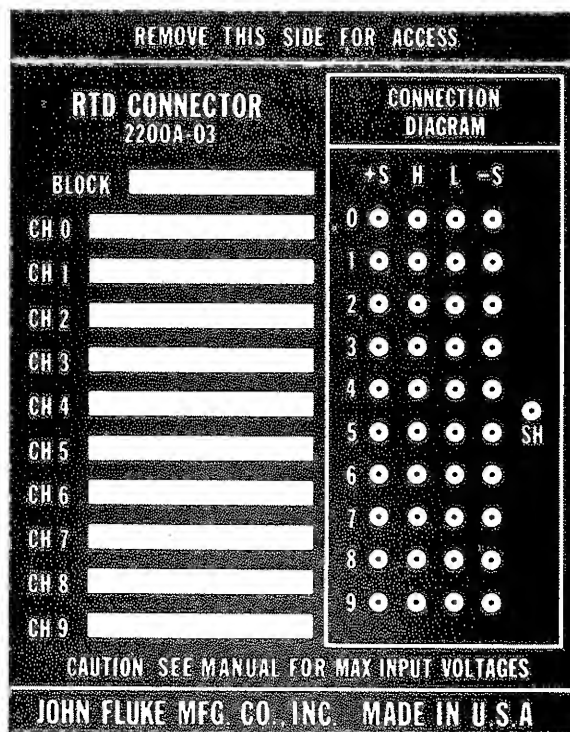 REMOVE THIS SIDE FOR ACCESS
RTD CONNECTOR
2200A-03
BLOCK
CH 0
CH 1
CH 2
CH 3
CH 4
CH 5
CH 6
CH 7
CH 8
CH 9
CONNECTION
DIAGRAM
+S H L -S
0
1
2
3
4
5
6
7
8
9
SH
CAUTION SEE MANUAL FOR MAX INPUT VOLTAGES
JOHN FLUKE MFG. CO., INC. MADE IN U.S.A